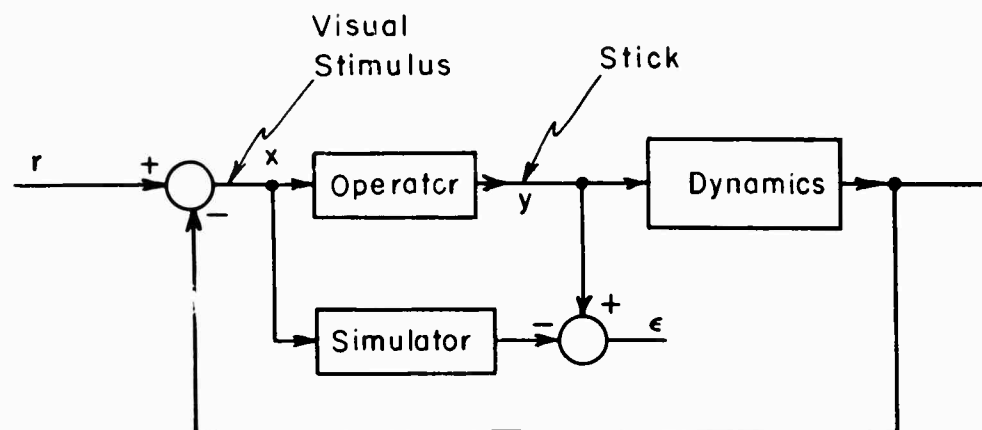 Visual
Stimulus
Stick
r
+
x
Operator
y
Dynamics
−
+
Simulator
−
ϵ